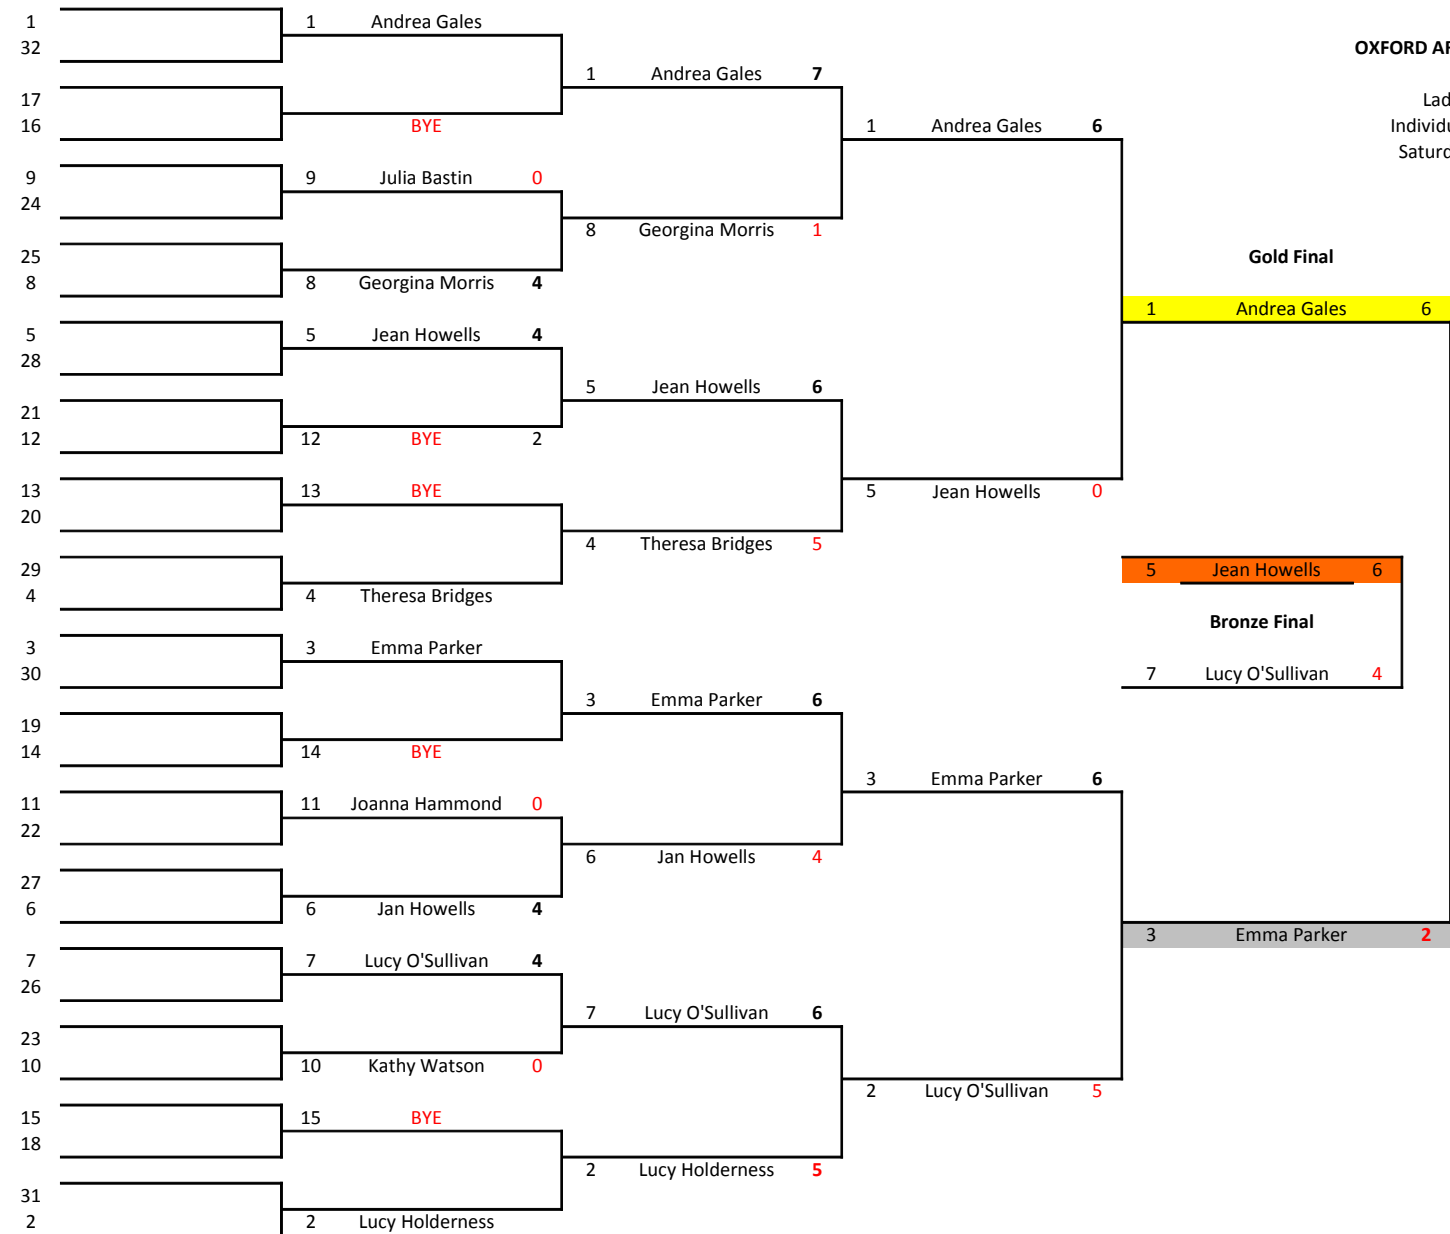 1 1 Andrea Gales
32 OXFORD AR
1 Andrea Gales 7
17 Lad
16 BYE 1 Andrea Gales 6 Individu
Saturd
9 9 Julia Bastin 0
24
8 Georgina Morris 1
25 Gold Final
8 8 Georgina Morris 4
1 Andrea Gales 6
5 5 Jean Howells 4
28
5 Jean Howells 6
21
12 12 BYE 2
13 13 BYE 5 Jean Howells 0
20
4 Theresa Bridges 5
29 5 Jean Howells 6
4 4 Theresa Bridges
Bronze Final
3 3 Emma Parker
30 7 Lucy O'Sullivan 4
3 Emma Parker 6
19
14 14 BYE
3 Emma Parker 6
11 11 Joanna Hammond 0
22
6 Jan Howells 4
27
6 6 Jan Howells 4
3 Emma Parker 2
7 7 Lucy O'Sullivan 4
26
7 Lucy O'Sullivan 6
23
10 10 Kathy Watson 0
2 Lucy O'Sullivan 5
15 15 BYE
18
2 Lucy Holderness 5
31
2 2 Lucy Holderness